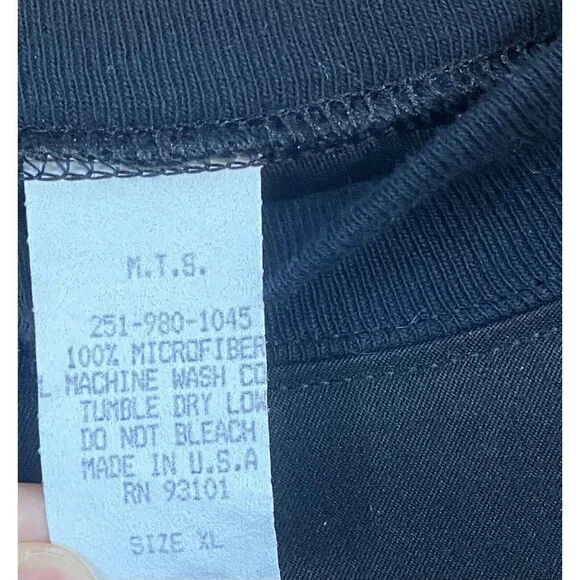 M.T.S.
251-980-1045
100% MICROFIBER
L MACHINE WASH CO
TUMBLE DRY LOW
DO NOT BLEACH
MADE IN U.S.A
RN 93101
SIZE XL